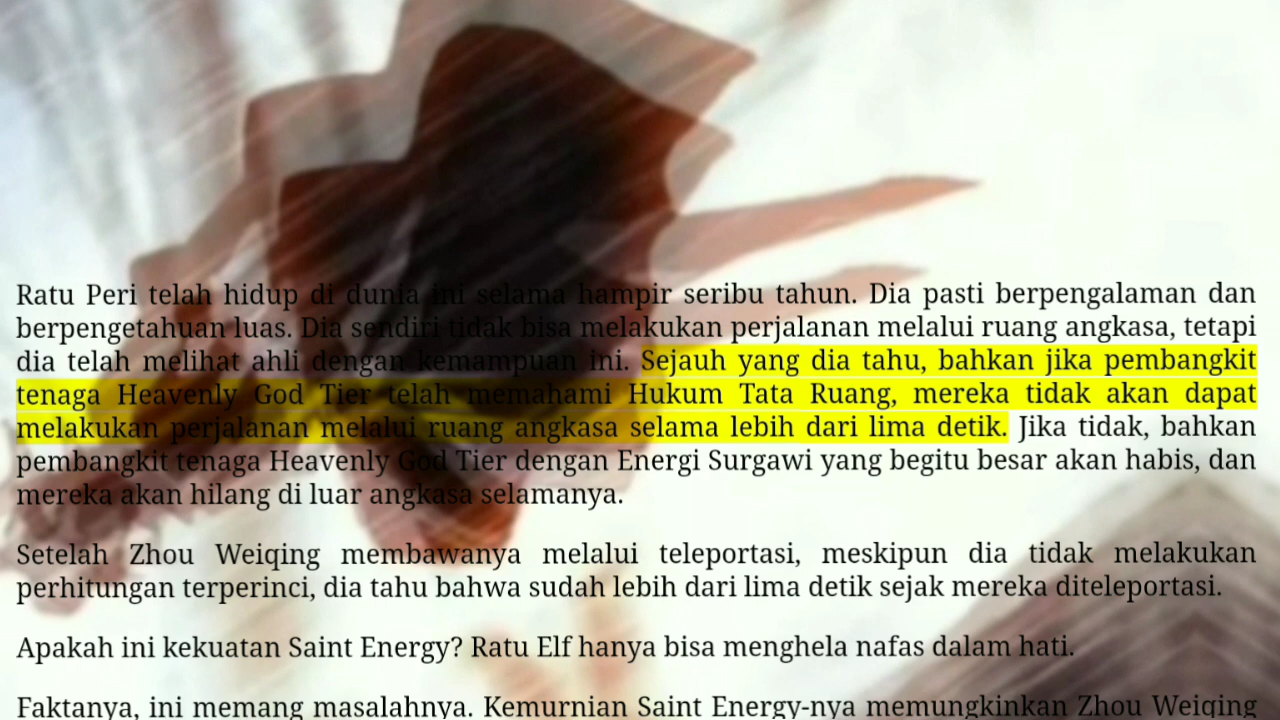 Ratu Peri telah hidup di dunia ini selama hampir seribu tahun. Dia pasti berpengalaman dan
berpengetahuan luas. Dia sendiri tidak bisa melakukan perjalanan melalui ruang angkasa, tetapi
dia telah melihat ahli dengan kemampuan ini. Sejauh yang dia tahu, bahkan jika pembangkit
tenaga Heavenly God Tier telah memahami Hukum Tata Ruang, mereka tidak akan dapat
melakukan perjalanan melalui ruang angkasa selama lebih dari lima detik. Jika tidak, bahkan
pembangkit tenaga Heavenly God Tier dengan Energi Surgawi yang begitu besar akan habis, dan
mereka akan hilang di luar angkasa selamanya.
Setelah Zhou Weiqing membawanya melalui teleportasi, meskipun dia tidak melakukan
perhitungan terperinci, dia tahu bahwa sudah lebih dari lima detik sejak mereka diteleportasi.
Apakah ini kekuatan Saint Energy? Ratu Elf hanya bisa menghela nafas dalam hati.
Faktanya, ini memang masalahnya. Kemurnian Saint Energy-nya memungkinkan Zhou Weiqing